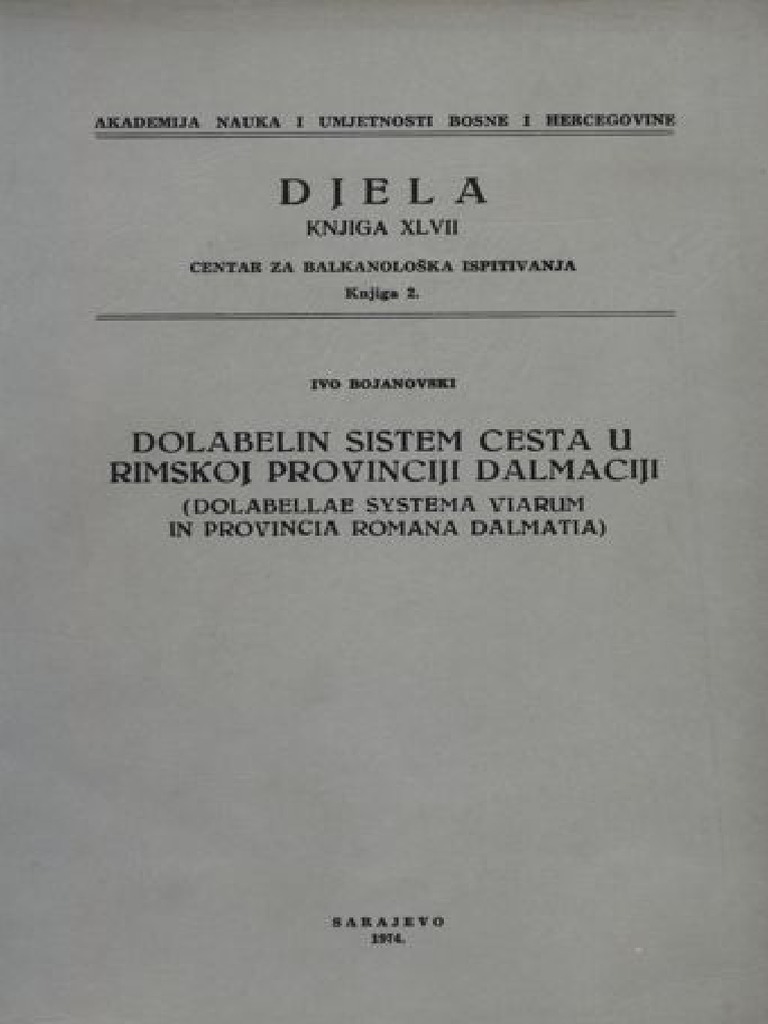 AKADEMIJA NAUKA I UMJETNOSTI BOSNE I HERCEGOVINE
DJELA
KNJIGA XLVII
CENTAR ZA BALKANOLOŠKA ISPITIVANJA
Knjiga 2.
IVO BOJANOVSKI
DOLABELIN SISTEM CESTA U
RIMSKOJ PROVINCIJI DALMACIJI
(DOLABELLAE SYSTEMA VIARUM
IN PROVINCIA ROMANA DALMATIA)
SARAJEVO
1974.